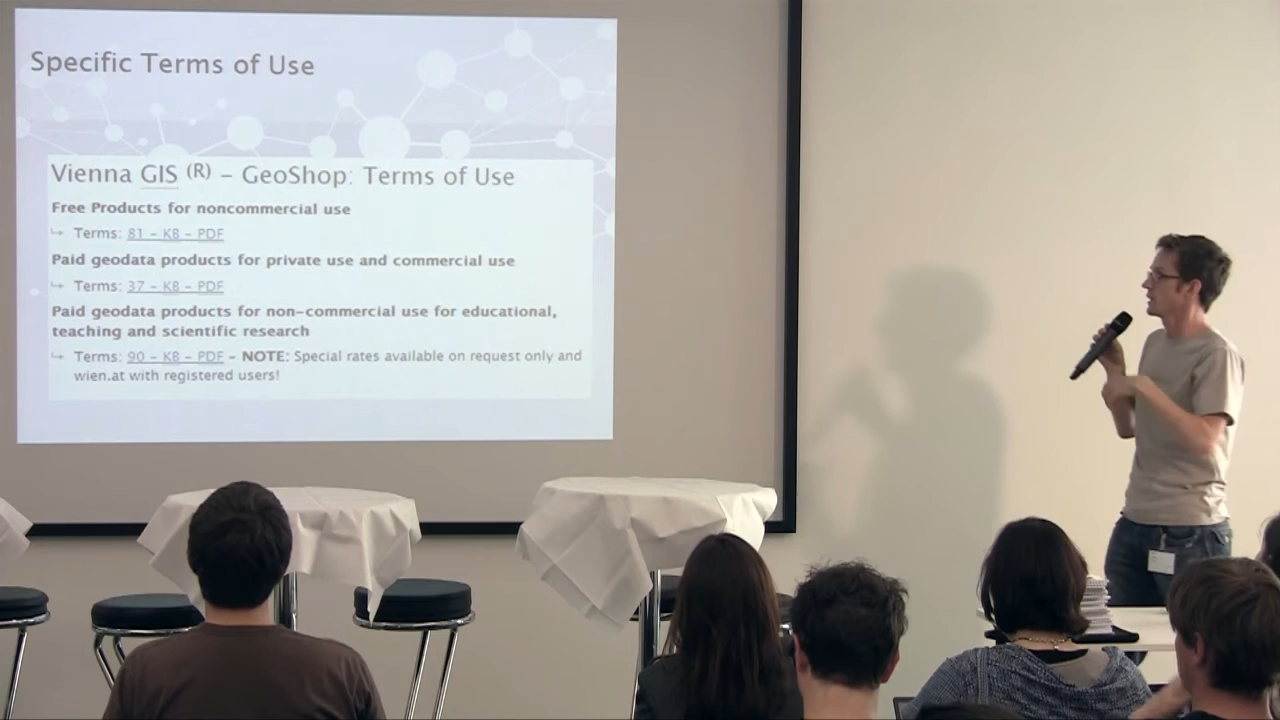 Specific Terms of Use
Vienna GIS (R) – GeoShop: Terms of Use
Free Products for noncommercial use
↳ Terms: 81 – KB – PDF
Paid geodata products for private use and commercial use
↳ Terms: 37 – KB – PDF
Paid geodata products for non-commercial use for educational,
teaching and scientific research
↳ Terms: 90 – KB – PDF – NOTE: Special rates available on request only and
wien.at with registered users!